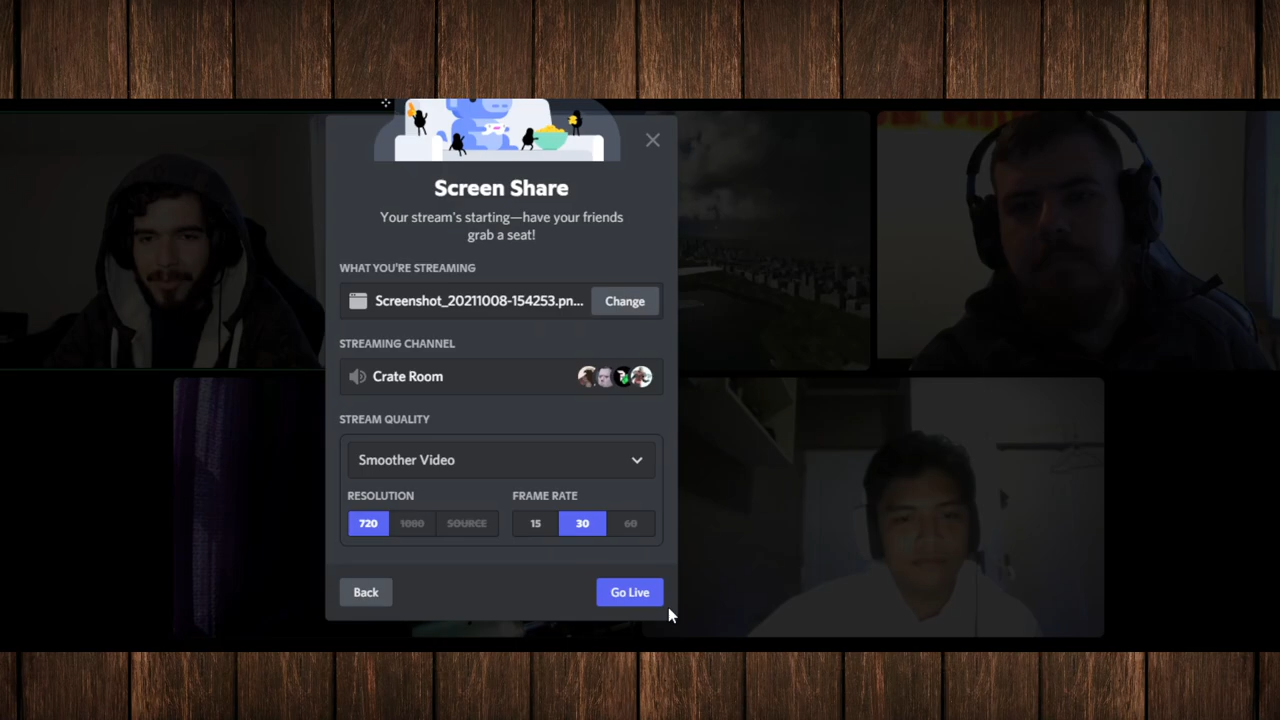 Screen Share
Your stream's starting—have your friends
grab a seat!
WHAT YOU'RE STREAMING
Screenshot_20211008-154253.pn...
Change
STREAMING CHANNEL
Crate Room
STREAM QUALITY
Smoother Video
RESOLUTION
FRAME RATE
720 1080 SOURCE
15 30 60
Back
Go Live